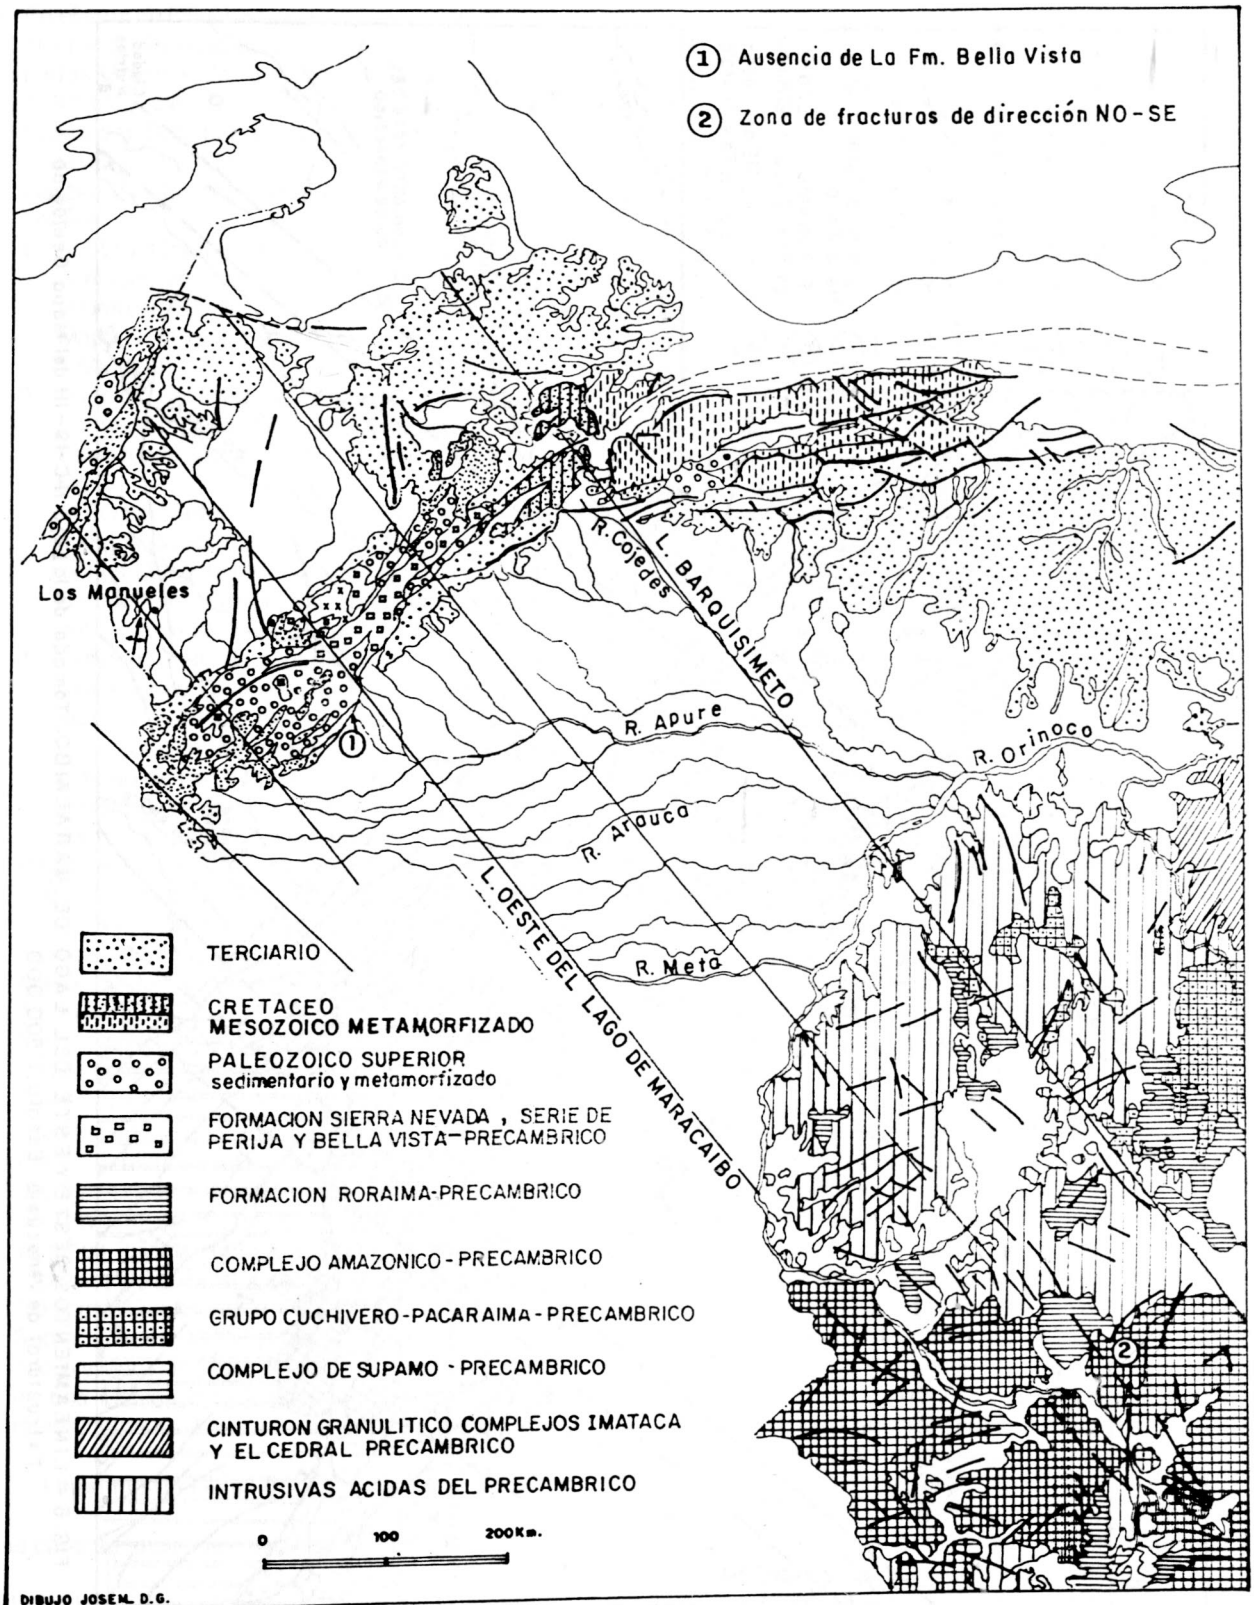 ① Ausencia de La Fm. Bella Vista
② Zona de fracturas de dirección NO-SE
Los Manueles
R. Cojedes
L. BARQUISIMETO
R. Apure
R. Orinoco
①
R. Arauca
L. OESTE DEL LAGO DE MARACAIBO
R. Meta
TERCIARIO
CRETACEO
MESOZOICO METAMORFIZADO
PALEOZOICO SUPERIOR
sedimentario y metamorfizado
FORMACION SIERRA NEVADA, SERIE DE
PERIJA Y BELLA VISTA-PRECAMBRICO
FORMACION RORAIMA-PRECAMBRICO
COMPLEJO AMAZONICO-PRECAMBRICO
GRUPO CUCHIVERO-PACARAIMA-PRECAMBRICO
COMPLEJO DE SUPAMO - PRECAMBRICO
②
CINTURON GRANULITICO COMPLEJOS IMATACA
Y EL CEDRAL PRECAMBRICO
INTRUSIVAS ACIDAS DEL PRECAMBRICO
0 100 200Km.
DIBUJO JOSE M. D.G.